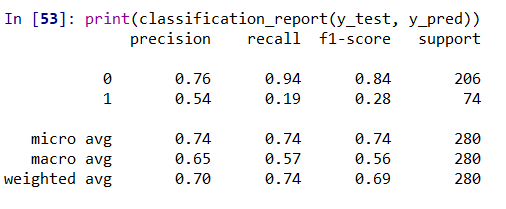 In [53]: print(classification_report(y_test, y_pred))
precision recall f1-score support
0 0.76 0.94 0.84 206
1 0.54 0.19 0.28 74
micro avg 0.74 0.74 0.74 280
macro avg 0.65 0.57 0.56 280
weighted avg 0.70 0.74 0.69 280